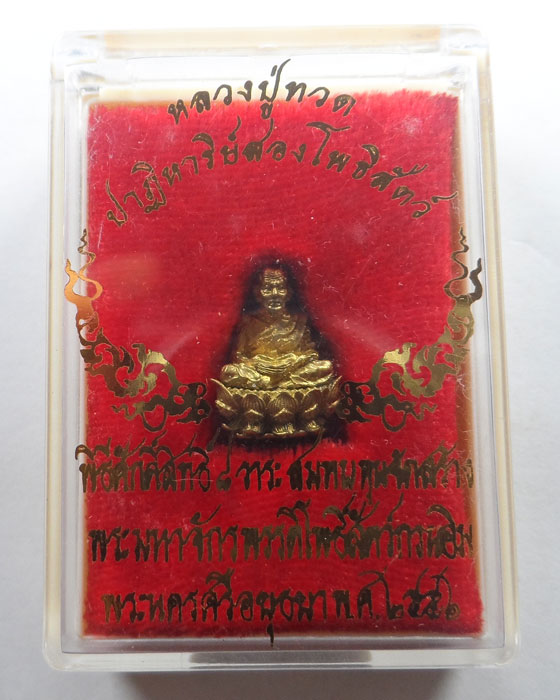 หลวงปู่ทวด
ปาฏิหาริย์สองโพธิสัตว์
พิธีศักดิ์สิทธิ์ ๔ วาระ สมทบทุนจัดสร้าง
พระมหาจักรพรรดิ์โพธิสัตว์กวนอิม
พระนครศรีอยุธยา พ.ศ.